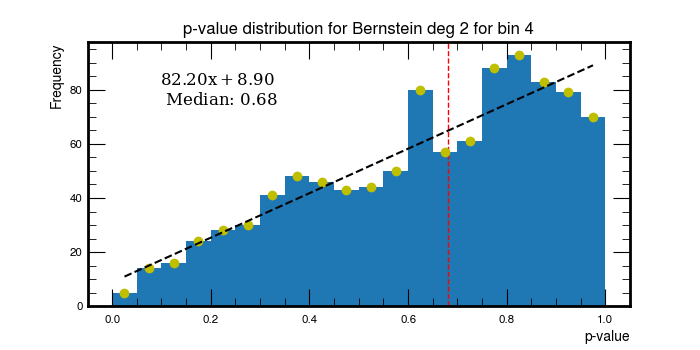 p-value distribution for Bernstein deg 2 for bin 4
Frequency
82.20x + 8.90
Median: 0.68
80
60
40
20
0
0.0 0.2 0.4 0.6 0.8 1.0
p-value